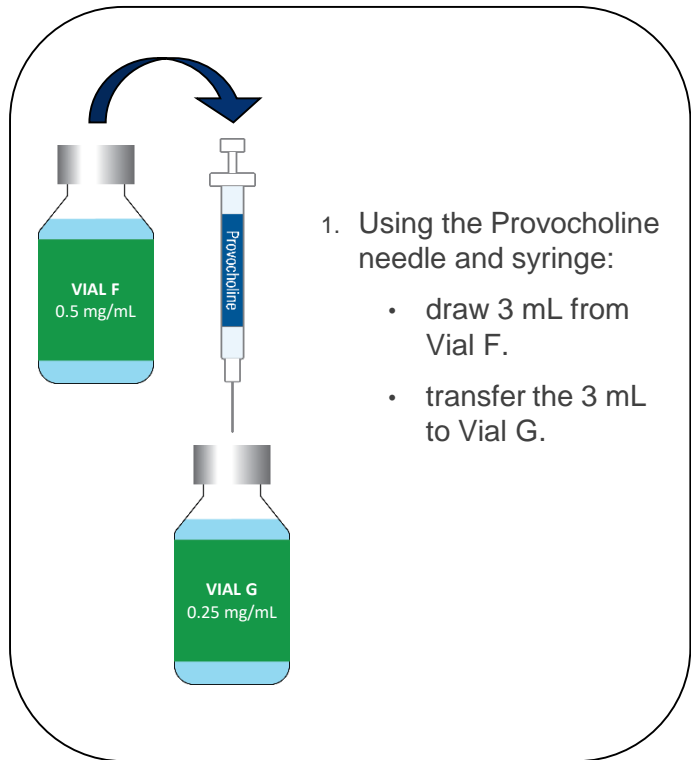 VIAL F
0.5 mg/mL
Provocholine
VIAL G
0.25 mg/mL
1. Using the Provocholine
needle and syringe:
• draw 3 mL from
Vial F.
• transfer the 3 mL
to Vial G.